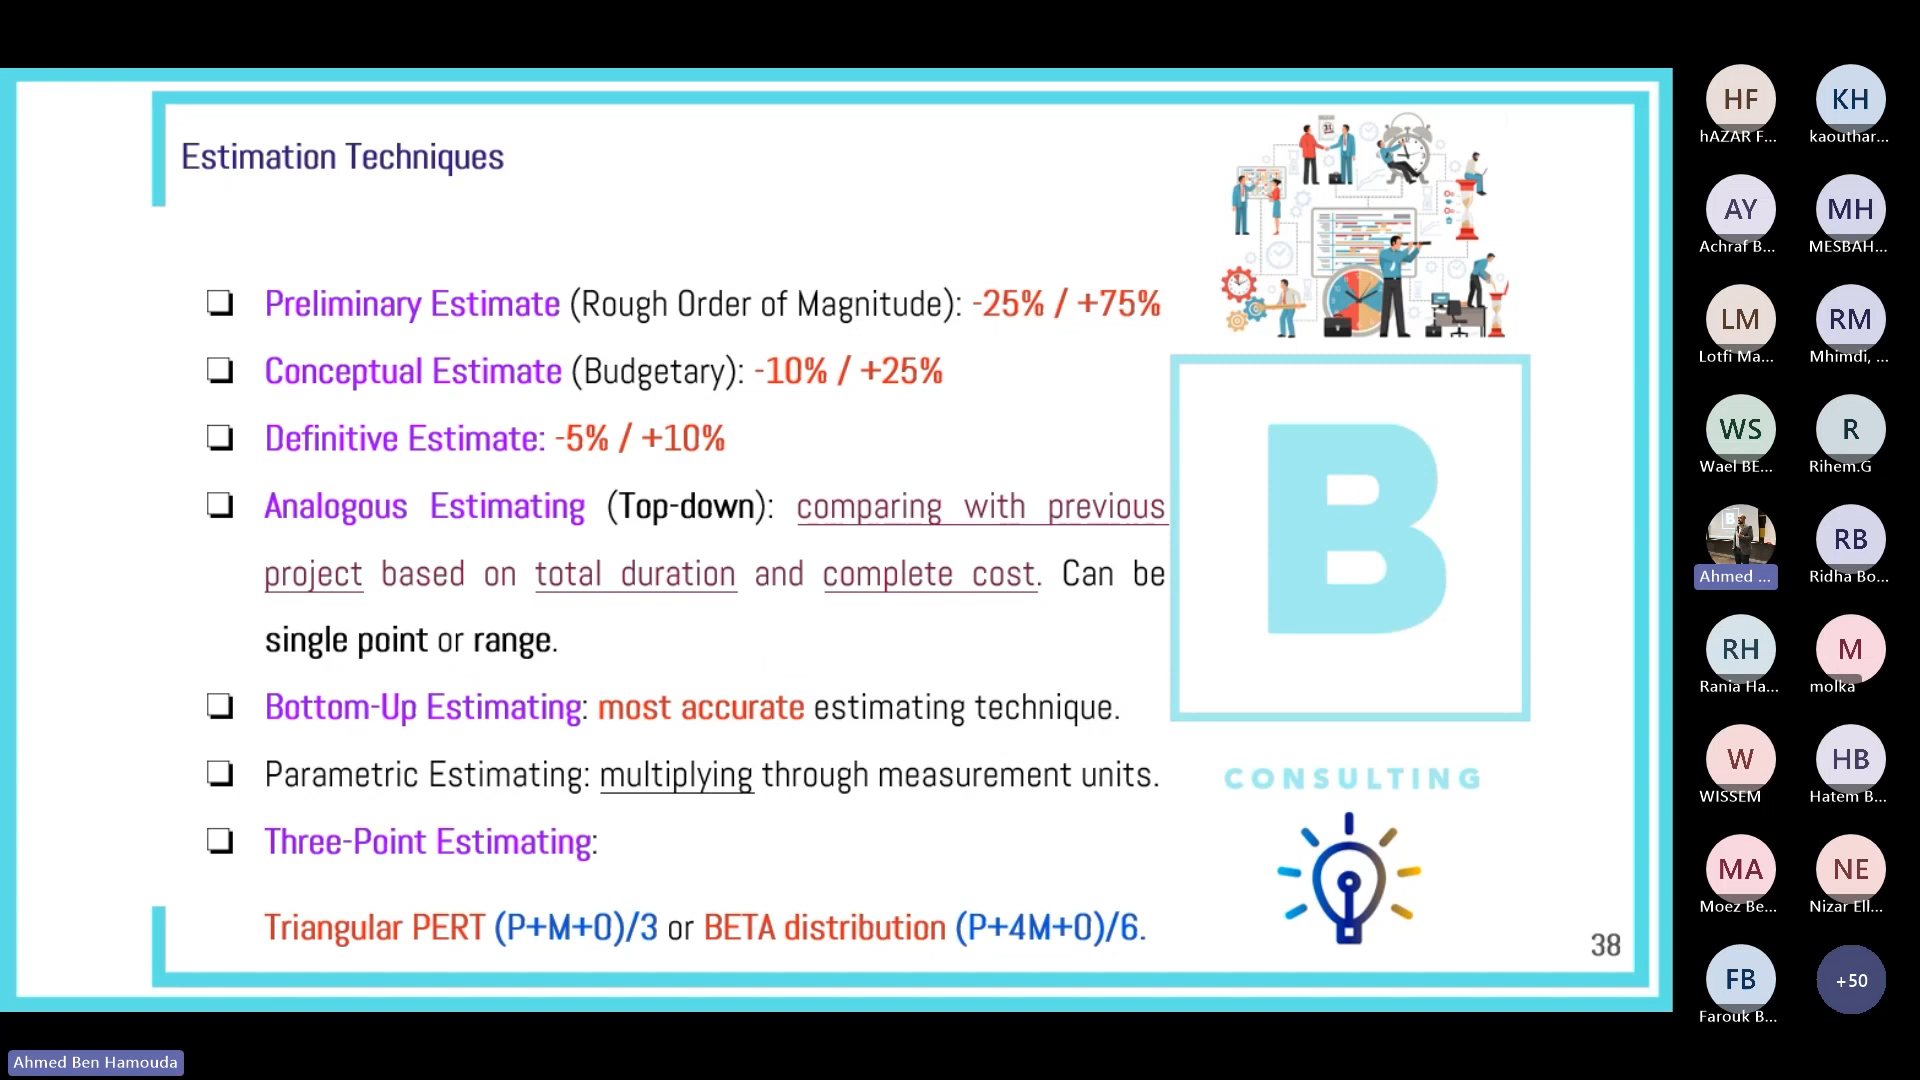 Estimation Techniques
❑ Preliminary Estimate (Rough Order of Magnitude): -25% / +75%
❑ Conceptual Estimate (Budgetary): -10% / +25%
❑ Definitive Estimate: -5% / +10%
❑ Analogous Estimating (Top-down): comparing with previous
project based on total duration and complete cost. Can be
single point or range.
❑ Bottom-Up Estimating: most accurate estimating technique.
❑ Parametric Estimating: multiplying through measurement units.
❑ Three-Point Estimating:
Triangular PERT (P+M+O)/3 or BETA distribution (P+4M+O)/6.
31
B
CONSULTING
38
HF
hAZAR F...
KH
kaouthar...
AY
Achraf B...
MH
MESBAH...
LM
Lotfi Ma...
RM
Mhimdi, ...
WS
Wael BE...
R
Rihem.G
B
Ahmed ...
RB
Ridha Bo...
RH
Rania Ha...
M
molka
W
WISSEM
HB
Hatem B...
MA
Moez Be...
NE
Nizar Ell...
FB
Farouk B...
+50
Ahmed Ben Hamouda